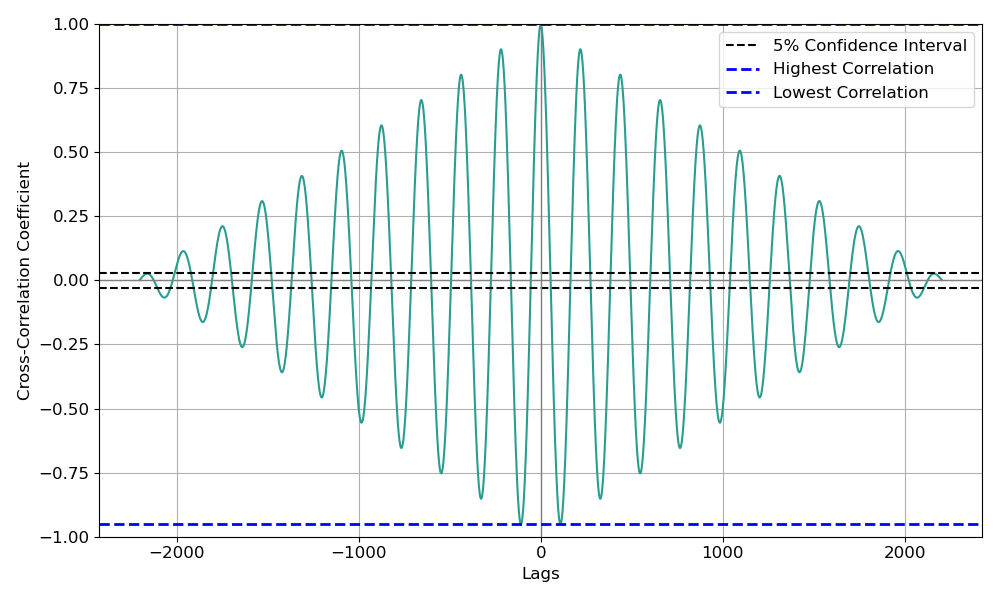 1.00
0.75
0.50
0.25
0.00
−0.25
−0.50
−0.75
−1.00
Cross-Correlation Coefficient
5% Confidence Interval
Highest Correlation
Lowest Correlation
−2000 −1000 0 1000 2000
Lags